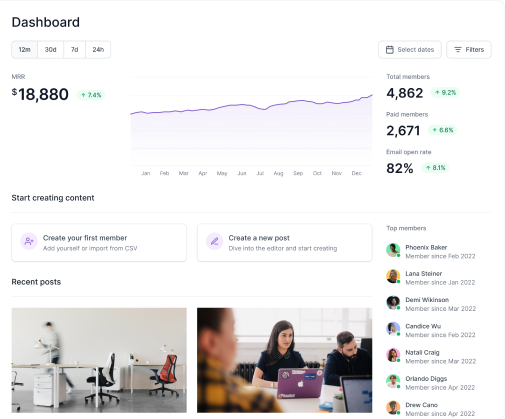 Dashboard
12m 30d 7d 24h
Select dates
Filters
MRR
$18,880
↑ 7.4%
Jan Feb Mar Apr May Jun Jul Aug Sep Oct Nov Dec
Total members
4,862
↑ 9.2%
Paid members
2,671
↑ 6.6%
Email open rate
82%
↑ 8.1%
Start creating content
Create your first member
Add yourself or import from CSV
Create a new post
Dive into the editor and start creating
Recent posts
Top members
Phoenix Baker
Member since Feb 2022
Lana Steiner
Member since Jan 2022
Demi Wikinson
Member since Mar 2022
Candice Wu
Member since Feb 2022
Natali Craig
Member since Mar 2022
Orlando Diggs
Member since Apr 2022
Drew Cano
Member since Apr 2022